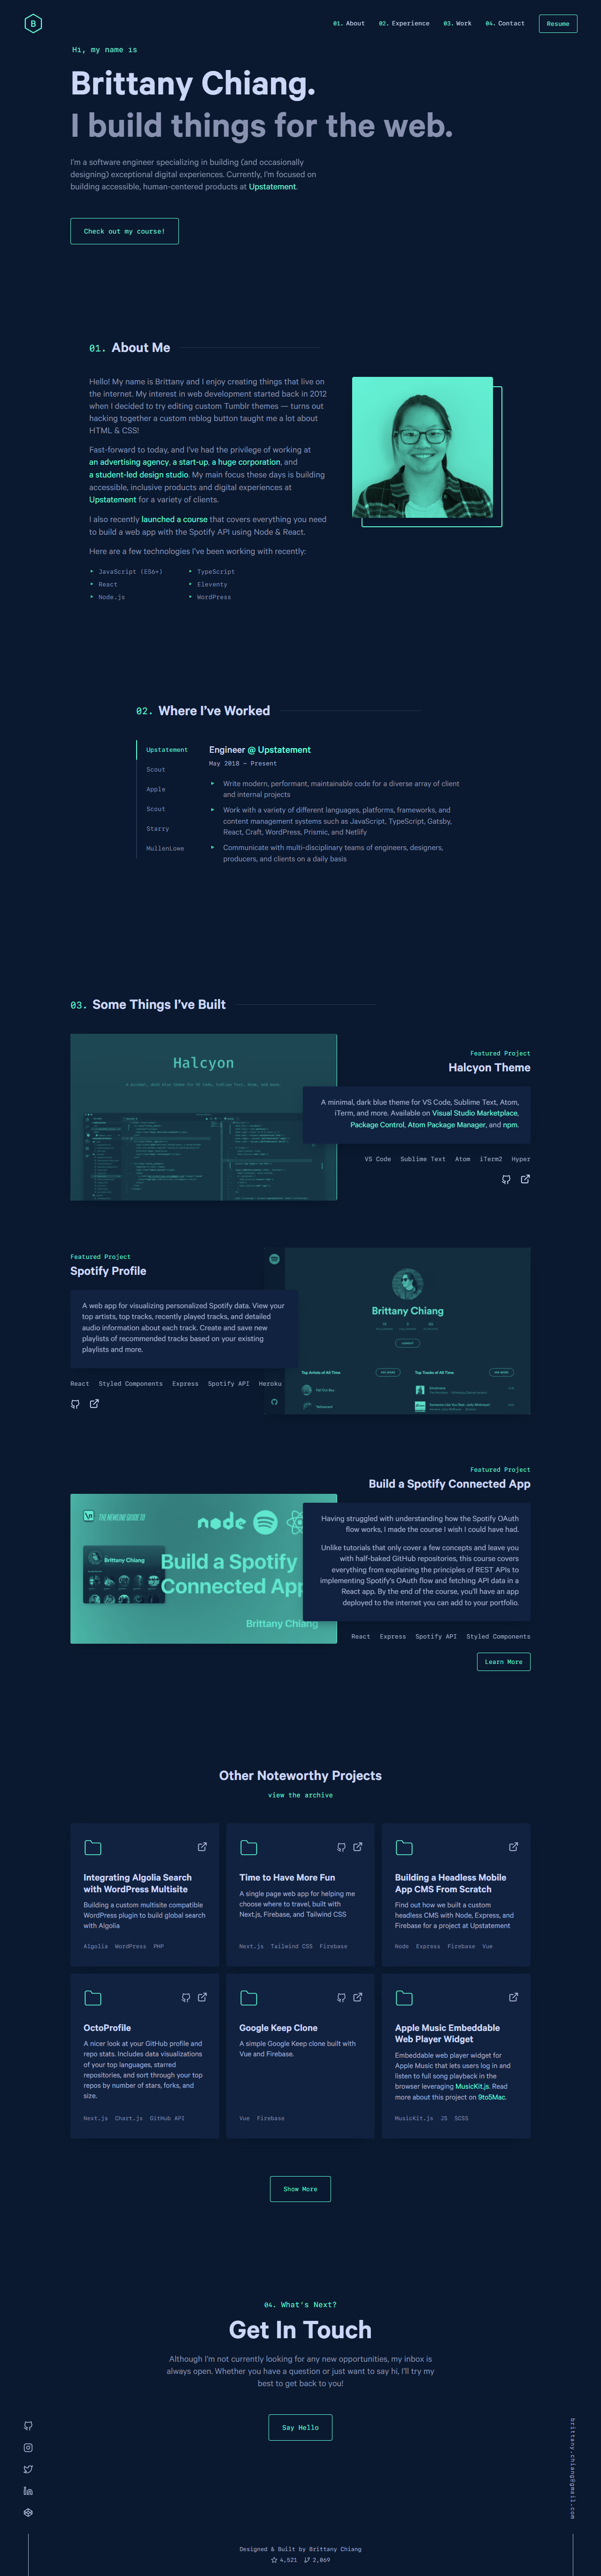 B
01. About
02. Experience
03. Work
04. Contact
Resume
Hi, my name is
Brittany Chiang.
I build things for the web.
I'm a software engineer specializing in building (and occasionally
designing) exceptional digital experiences. Currently, I'm focused on
building accessible, human-centered products at Upstatement.
Check out my course!
01. About Me
Hello! My name is Brittany and I enjoy creating things that live on
the internet. My interest in web development started back in 2012
when I decided to try editing custom Tumblr themes — turns out
hacking together a custom reblog button taught me a lot about
HTML & CSS!
Fast-forward to today, and I've had the privilege of working at
an advertising agency, a start-up, a huge corporation, and
a student-led design studio. My main focus these days is building
accessible, inclusive products and digital experiences at
Upstatement for a variety of clients.
I also recently launched a course that covers everything you need
to build a web app with the Spotify API using Node & React.
Here are a few technologies I've been working with recently:
JavaScript (ES6+)
TypeScript
React
Eleventy
Node.js
WordPress
02. Where I've Worked
Upstatement
Scout
Apple
Scout
Starry
MullenLowe
Engineer @ Upstatement
May 2018 — Present
Write modern, performant, maintainable code for a diverse array of client
and internal projects
Work with a variety of different languages, platforms, frameworks, and
content management systems such as JavaScript, TypeScript, Gatsby,
React, Craft, WordPress, Prismic, and Netlify
Communicate with multi-disciplinary teams of engineers, designers,
producers, and clients on a daily basis
03. Some Things I've Built
Halcyon
A minimal, dark blue theme for VS Code, Sublime Text, Atom, and more.
Featured Project
Halcyon Theme
A minimal, dark blue theme for VS Code, Sublime Text, Atom,
iTerm, and more. Available on Visual Studio Marketplace,
Package Control, Atom Package Manager, and npm.
VS Code Sublime Text Atom iTerm2 Hyper
Featured Project
Spotify Profile
A web app for visualizing personalized Spotify data. View your
top artists, top tracks, recently played tracks, and detailed
audio information about each track. Create and save new
playlists of recommended tracks based on your existing
playlists and more.
React Styled Components Express Spotify API Heroku
Brittany Chiang
Top Artists of All Time
Top Tracks of All Time
Featured Project
Build a Spotify Connected App
THE NEWLINE GUIDE TO
node
Brittany Chiang
Build a Spotify
Connected App
Brittany Chiang
Having struggled with understanding how the Spotify OAuth
flow works, I made the course I wish I could have had.
Unlike tutorials that only cover a few concepts and leave you
with half-baked GitHub repositories, this course covers
everything from explaining the principles of REST APIs to
implementing Spotify's OAuth flow and fetching API data in a
React app. By the end of the course, you'll have an app
deployed to the internet you can add to your portfolio.
React Express Spotify API Styled Components
Learn More
Other Noteworthy Projects
view the archive
Integrating Algolia Search
with WordPress Multisite
Building a custom multisite compatible
WordPress plugin to build global search
with Algolia
Algolia WordPress PHP
Time to Have More Fun
A single page web app for helping me
choose where to travel, built with
Next.js, Firebase, and Tailwind CSS
Next.js Tailwind CSS Firebase
Building a Headless Mobile
App CMS From Scratch
Find out how we built a custom
headless CMS with Node, Express, and
Firebase for a project at Upstatement
Node Express Firebase Vue
OctoProfile
A nicer look at your GitHub profile and
repo stats. Includes data visualizations
of your top languages, starred
repositories, and sort through your top
repos by number of stars, forks, and
size.
Next.js Chart.js GitHub API
Google Keep Clone
A simple Google Keep clone built with
Vue and Firebase.
Vue Firebase
Apple Music Embeddable
Web Player Widget
Embeddable web player widget for
Apple Music that lets users log in and
listen to full song playback in the
browser leveraging MusicKit.js. Read
more about this project on 9to5Mac.
MusicKit.js JS SCSS
Show More
04. What's Next?
Get In Touch
Although I'm not currently looking for any new opportunities, my inbox is
always open. Whether you have a question or just want to say hi, I'll try my
best to get back to you!
Say Hello
brittany.chiang@gmail.com
Designed & Built by Brittany Chiang
4,521
2,069